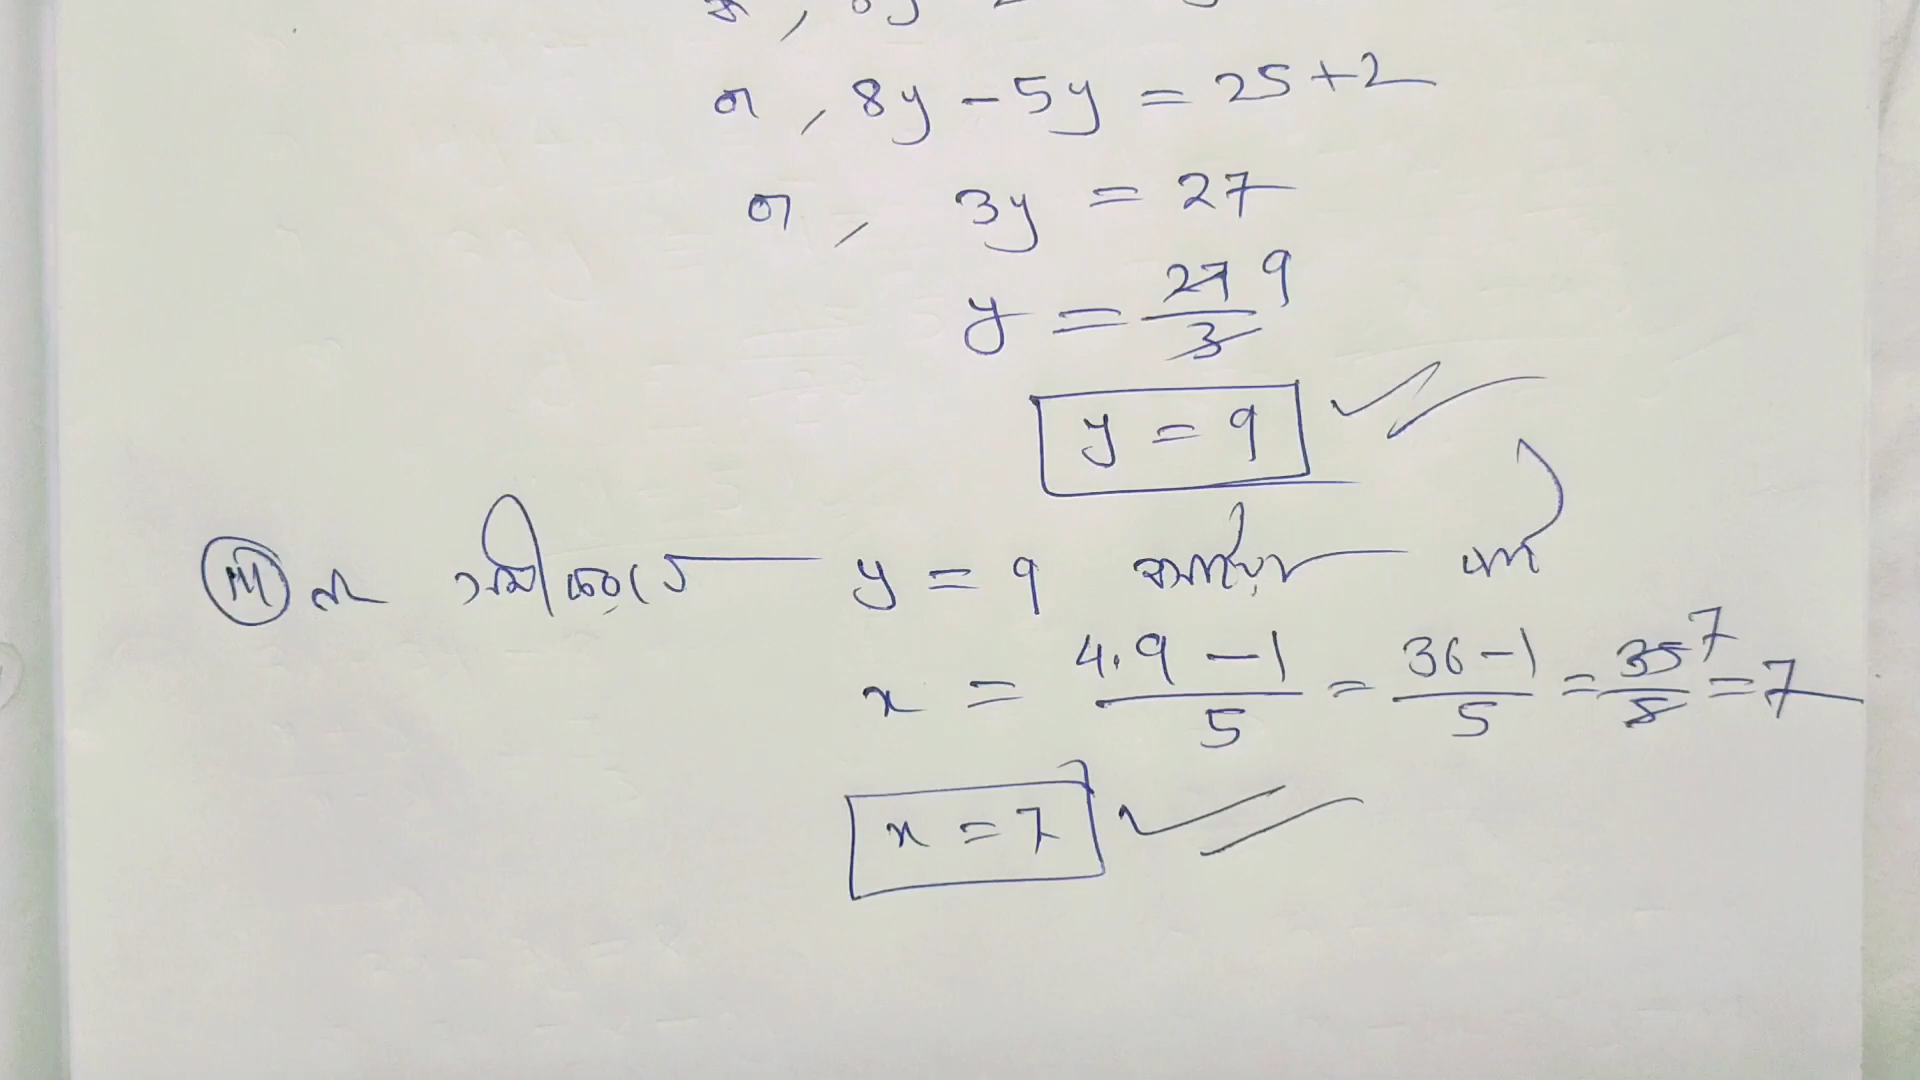 বা, 8y - 5y = 25 + 2
বা, 3y = 27
y = 27/3 9
y = 9
(iii) নং সমীকরণে y = 9 বসাই
x = (4.9 - 1)/5 = (36 - 1)/5 = 35/5 7 = 7
x = 7